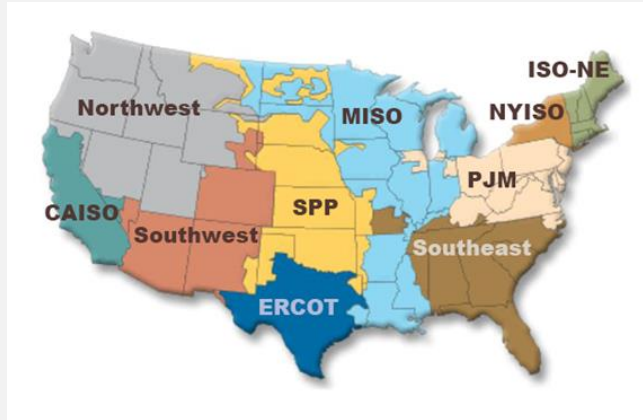 ISO-NE
Northwest
MISO
NYISO
PJM
CAISO
SPP
Southwest
Southeast
ERCOT